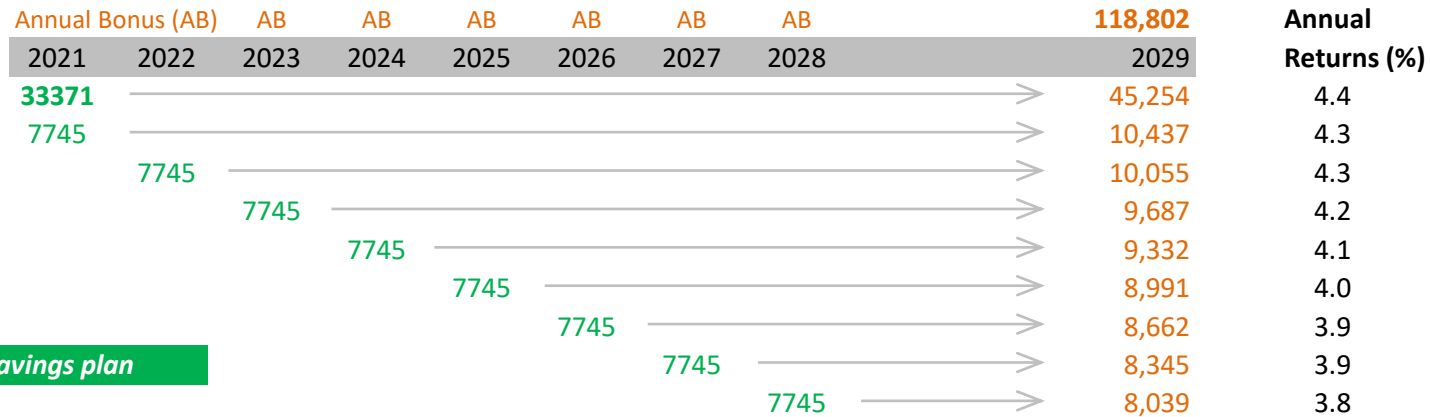 Annual Bonus (AB) AB AB AB AB AB AB 118,802 Annual
2021 2022 2023 2024 2025 2026 2027 2028 2029 Returns (%)
33371 45,254 4.4
7745 10,437 4.3
7745 10,055 4.3
7745 9,687 4.2
7745 9,332 4.1
7745 8,991 4.0
7745 8,662 3.9
avings plan 7745 8,345 3.9
7745 8,039 3.8